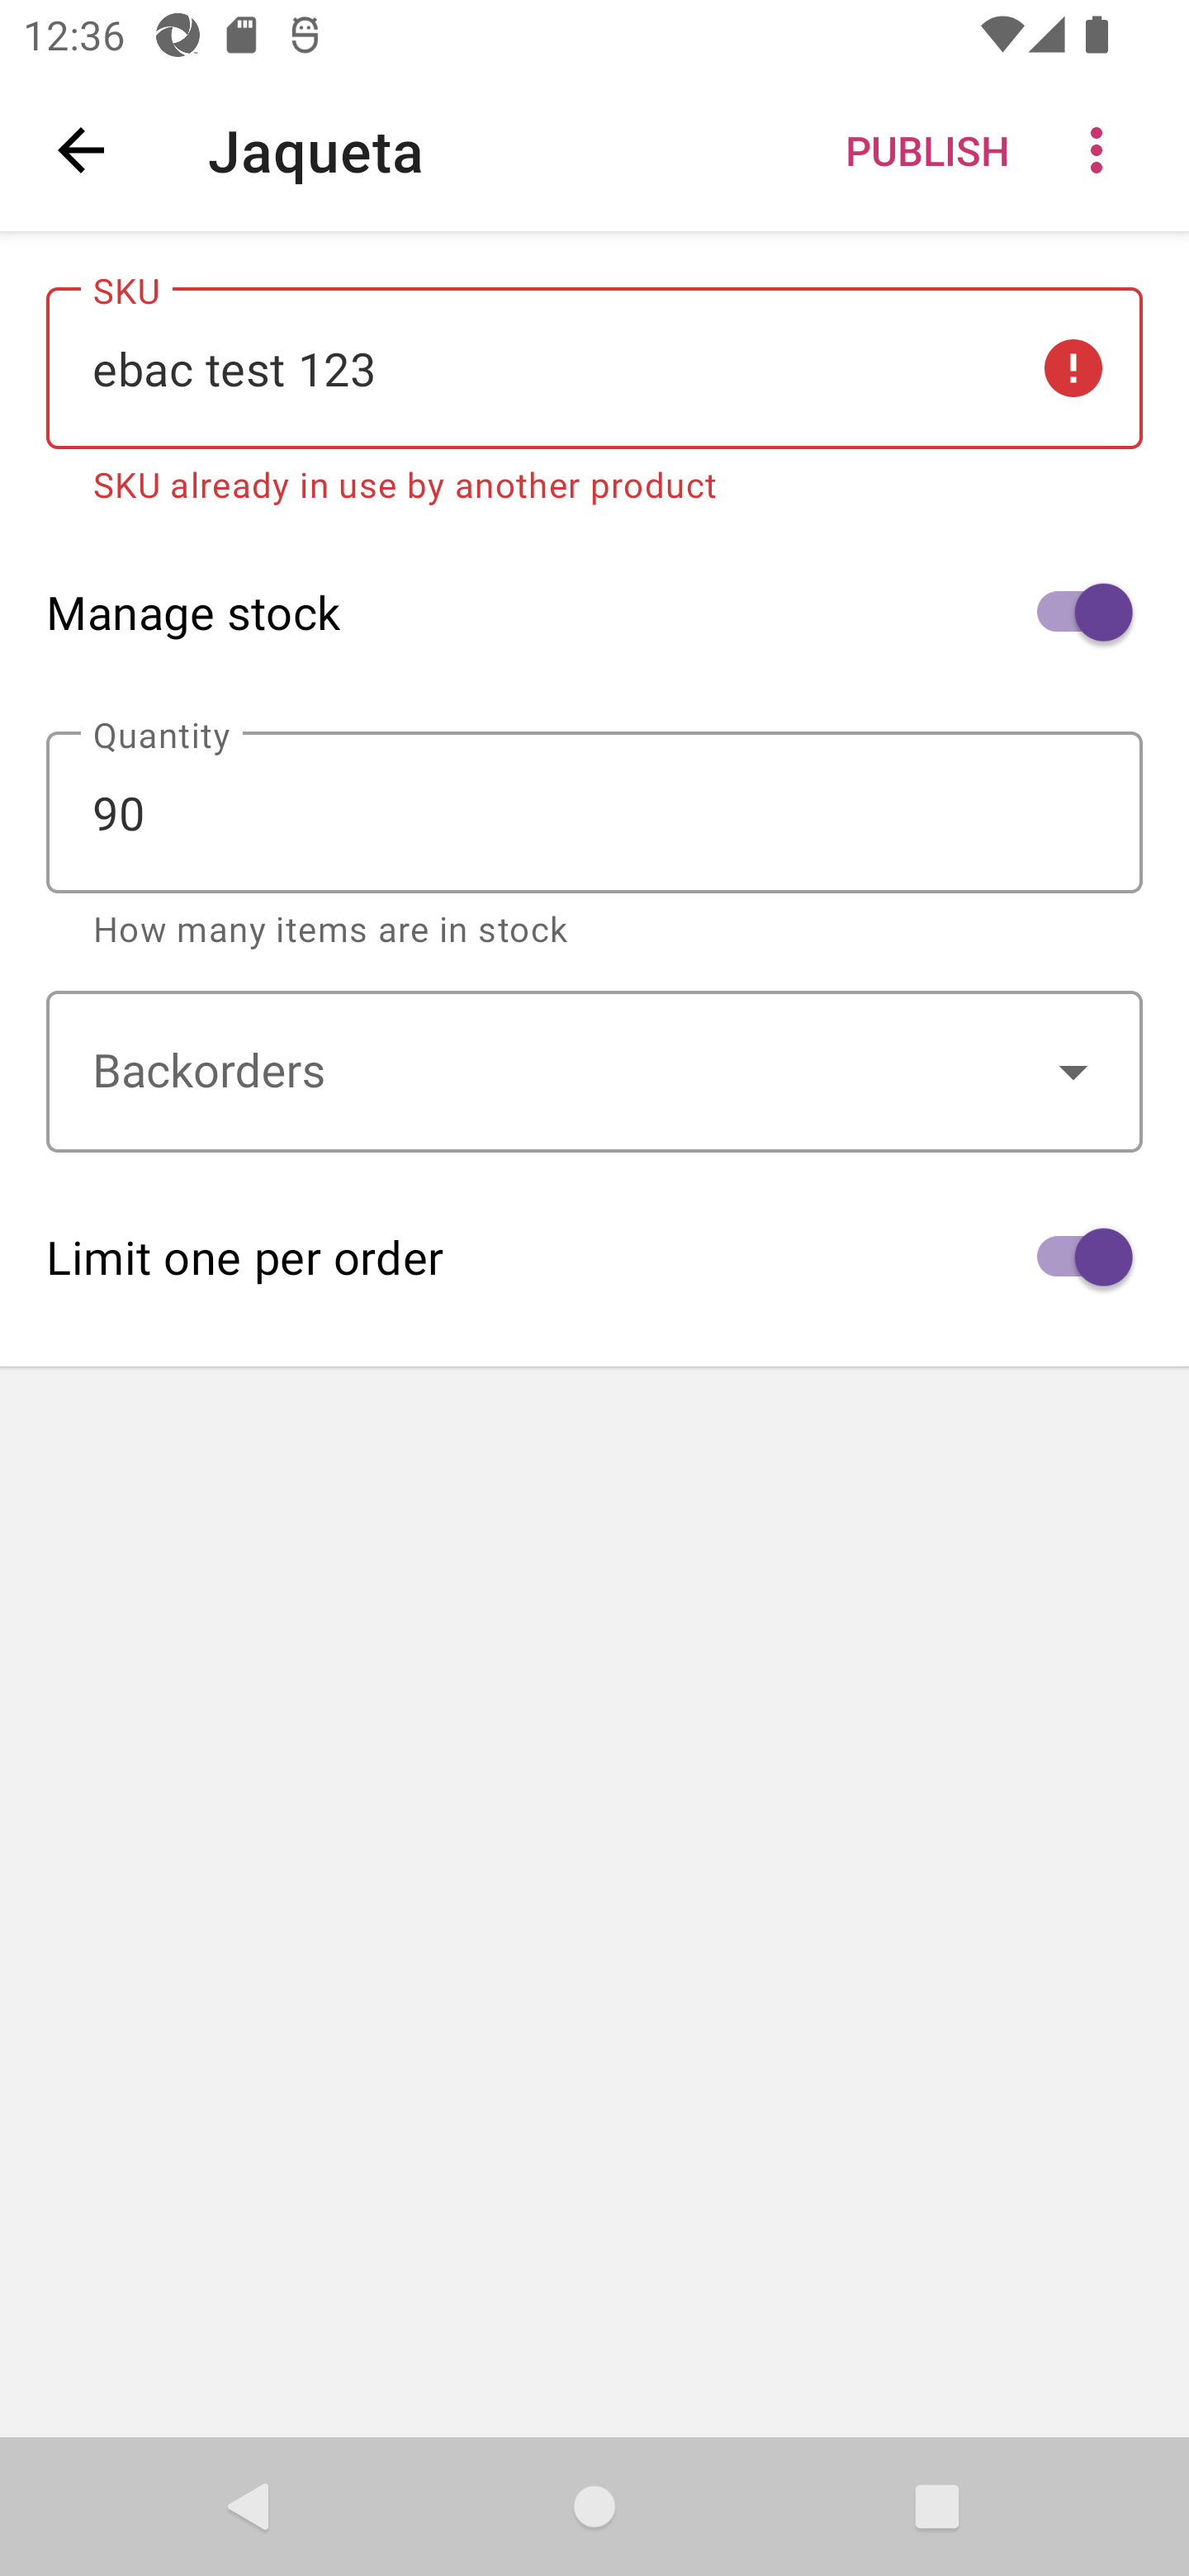 12:36
Jaqueta
PUBLISH
SKU
ebac test 123
SKU already in use by another product
Manage stock
Quantity
90
How many items are in stock
Backorders
Limit one per order